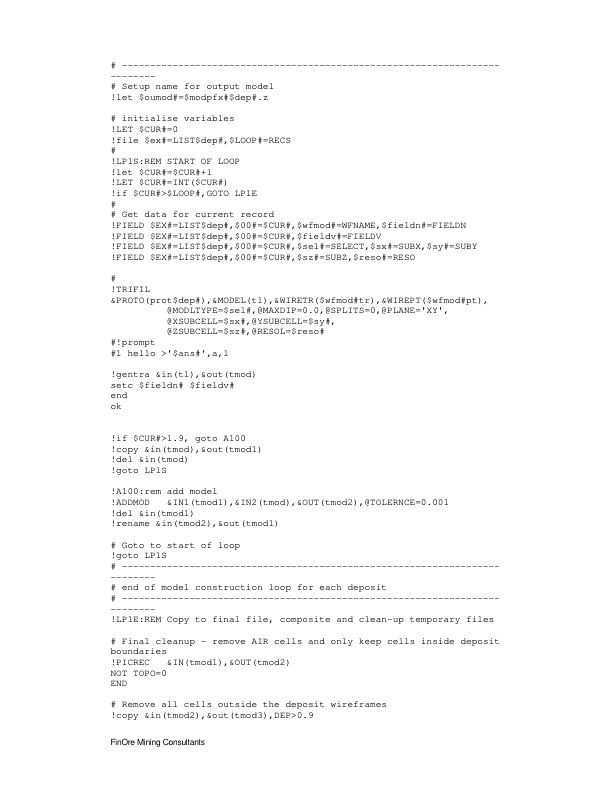 # -------------------------------------------------------------------
--------
# Setup name for output model
!let $oumod#=$modpfx#$dep#.z
# initialise variables
!LET $CUR#=0
!file $ex#=LIST$dep#,$LOOP#=RECS
#
!LP1S:REM START OF LOOP
!let $CUR#=$CUR#+1
!LET $CUR#=INT($CUR#)
!if $CUR#>$LOOP#,GOTO LP1E
#
# Get data for current record
!FIELD $EX#=LIST$dep#,$00#=$CUR#,$wfmod#=WFNAME,$fieldn#=FIELDN
!FIELD $EX#=LIST$dep#,$00#=$CUR#,$fieldv#=FIELDV
!FIELD $EX#=LIST$dep#,$00#=$CUR#,$sel#=SELECT,$sx#=SUBX,$sy#=SUBY
!FIELD $EX#=LIST$dep#,$00#=$CUR#,$sz#=SUBZ,$reso#=RESO
#
!TRIFIL
&PROTO(prot$dep#),&MODEL(t1),&WIRETR($wfmod#tr),&WIREPT($wfmod#pt),
@MODLTYPE=$sel#,@MAXDIP=0.0,@SPLITS=0,@PLANE='XY',
@XSUBCELL=$sx#,@YSUBCELL=$sy#,
@ZSUBCELL=$sz#,@RESOL=$reso#
#!prompt
#1 hello >'$ans#',a,1
!gentra &in(t1),&out(tmod)
setc $fieldn# $fieldv#
end
ok
!if $CUR#>1.9, goto A100
!copy &in(tmod),&out(tmod1)
!del &in(tmod)
!goto LP1S
!A100:rem add model
!ADDMOD   &IN1(tmod1),&IN2(tmod),&OUT(tmod2),@TOLERNCE=0.001
!del &in(tmod1)
!rename &in(tmod2),&out(tmod1)
# Goto to start of loop
!goto LP1S
# -------------------------------------------------------------------
--------
# end of model construction loop for each deposit
# -------------------------------------------------------------------
--------
!LP1E:REM Copy to final file, composite and clean-up temporary files
# Final cleanup - remove AIR cells and only keep cells inside deposit
boundaries
!PICREC   &IN(tmod1),&OUT(tmod2)
NOT TOPO=0
END
# Remove all cells outside the deposit wireframes
!copy &in(tmod2),&out(tmod3),DEP>0.9
FinOre Mining Consultants